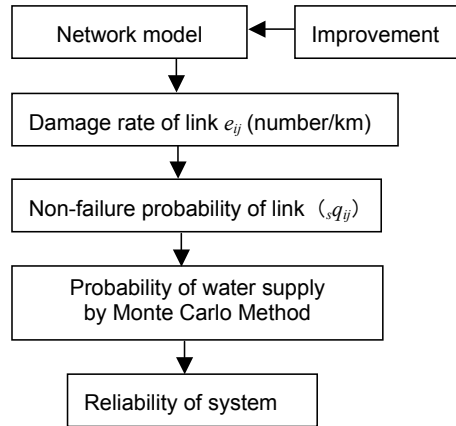 Network model
Improvement
Damage rate of link eij (number/km)
Non-failure probability of link （sqij）
Probability of water supply
by Monte Carlo Method
Reliability of system